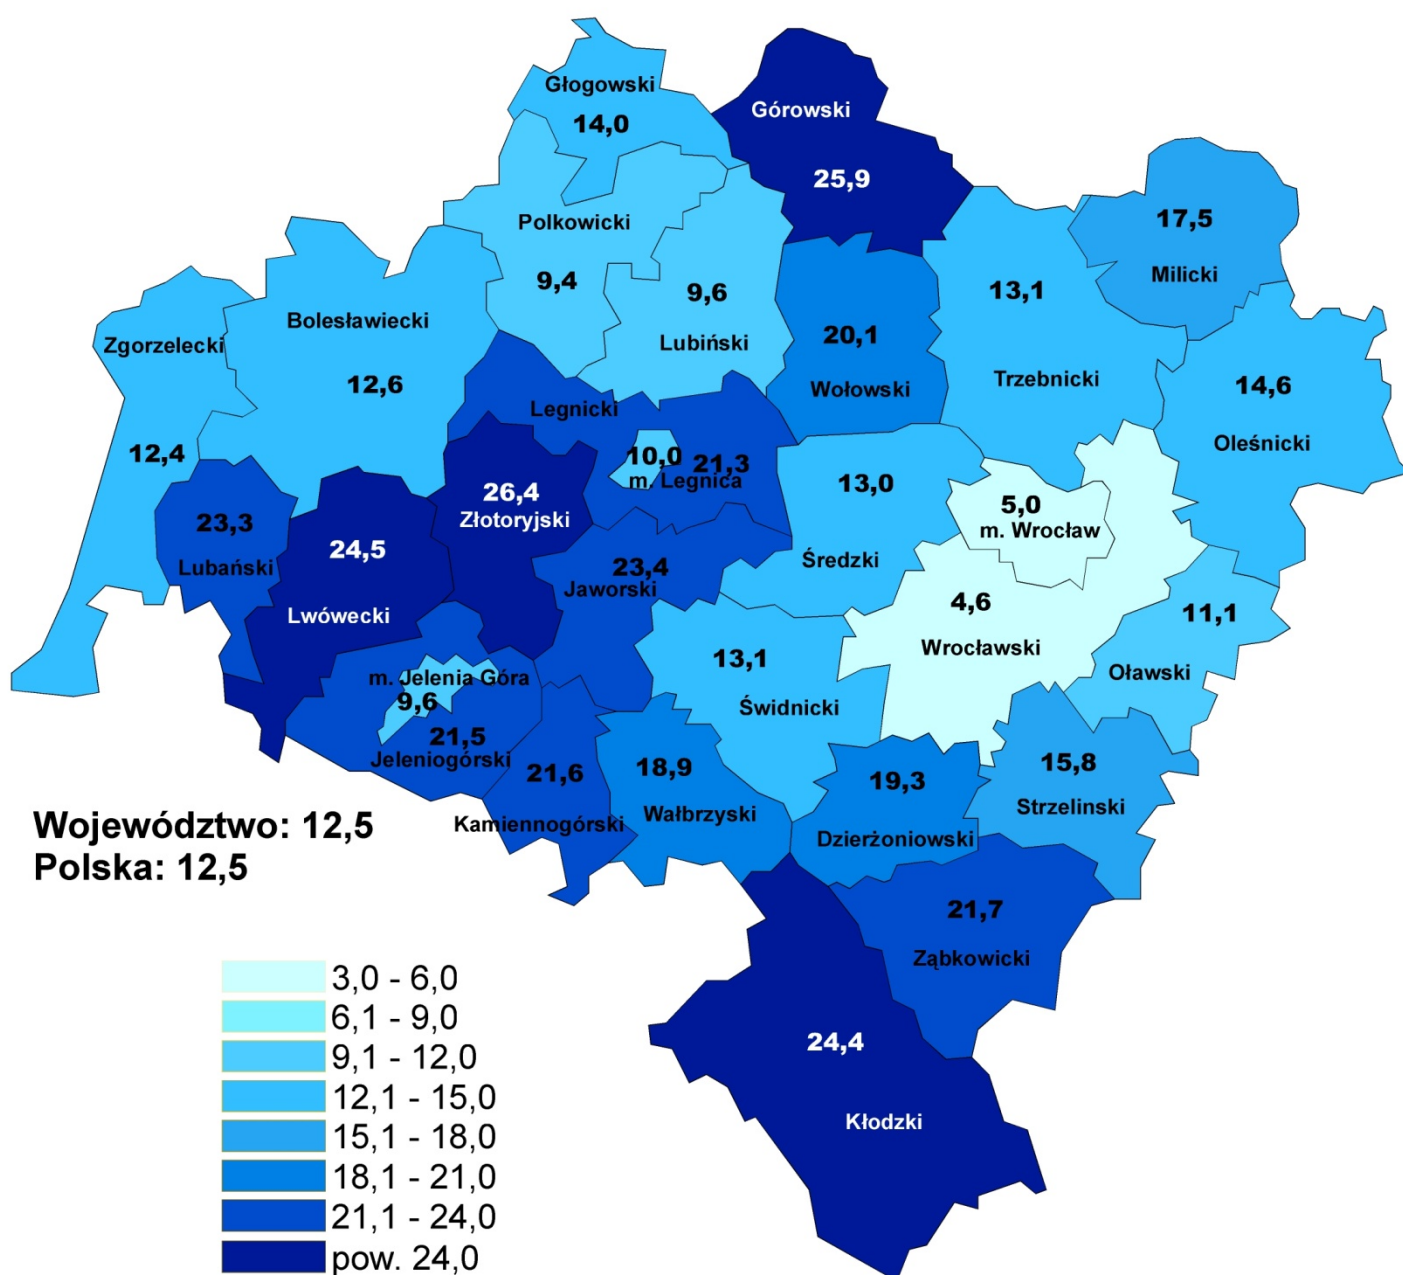 Głogowski
14,0
Górowski
25,9
Polkowicki
9,4
9,6
Lubiński
17,5
Milicki
13,1
Trzebnicki
20,1
Wołowski
14,6
Oleśnicki
Zgorzelecki
12,4
Bolesławiecki
12,6
Legnicki
21,3
10,0
m. Legnica
26,4
Złotoryjski
13,0
Średzki
5,0
m. Wrocław
4,6
Wrocławski
11,1
Oławski
23,3
Lubański
24,5
Lwówecki
23,4
Jaworski
m. Jelenia Góra
9,6
21,5
Jeleniogórski
13,1
Świdnicki
21,6
Kamiennogórski
18,9
Wałbrzyski
19,3
Dzierżoniowski
15,8
Strzelinski
21,7
Ząbkowicki
24,4
Kłodzki
Województwo: 12,5
Polska: 12,5
3,0 - 6,0
6,1 - 9,0
9,1 - 12,0
12,1 - 15,0
15,1 - 18,0
18,1 - 21,0
21,1 - 24,0
pow. 24,0